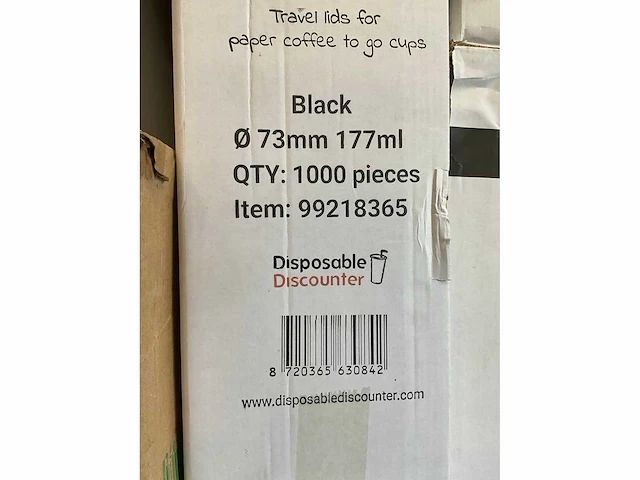 Travel lids for
paper coffee to go cups
Black
Ø 73mm 177ml
QTY: 1000 pieces
Item: 99218365
Disposable
Discounter
8 720365 630842
www.disposablediscounter.com